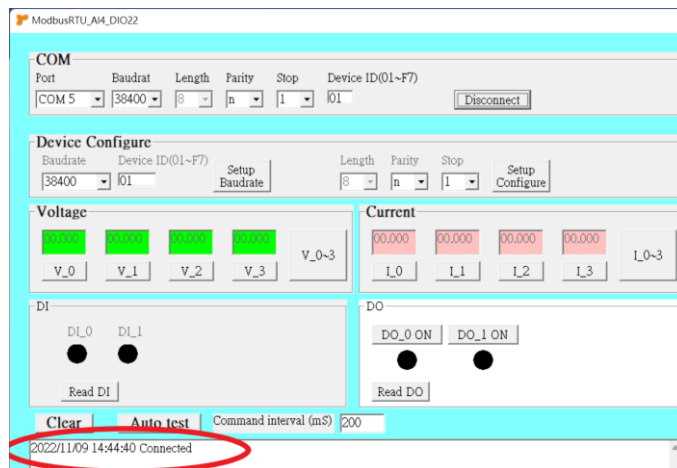 ModbusRTU_AI4_DIO22
COM
Port Baudrat Length Parity Stop Device ID(01~F7)
COM 5 38400 8 n 1 01 Disconnect
Device Configure
Baudrate Device ID(01~F7) Length Parity Stop
38400 01 Setup Baudrate 8 n 1 Setup Configure
Voltage Current
00.000 00.000 00.000 00.000 V_0~3 00.000 00.000 00.000 00.000 I_0~3
V_0 V_1 V_2 V_3 I_0 I_1 I_2 I_3
DI DO
DI_0 DI_1 DO_0 ON DO_1 ON
Read DI Read DO
Clear Auto test Command interval (mS) 200
2022/11/09 14:44:40 Connected